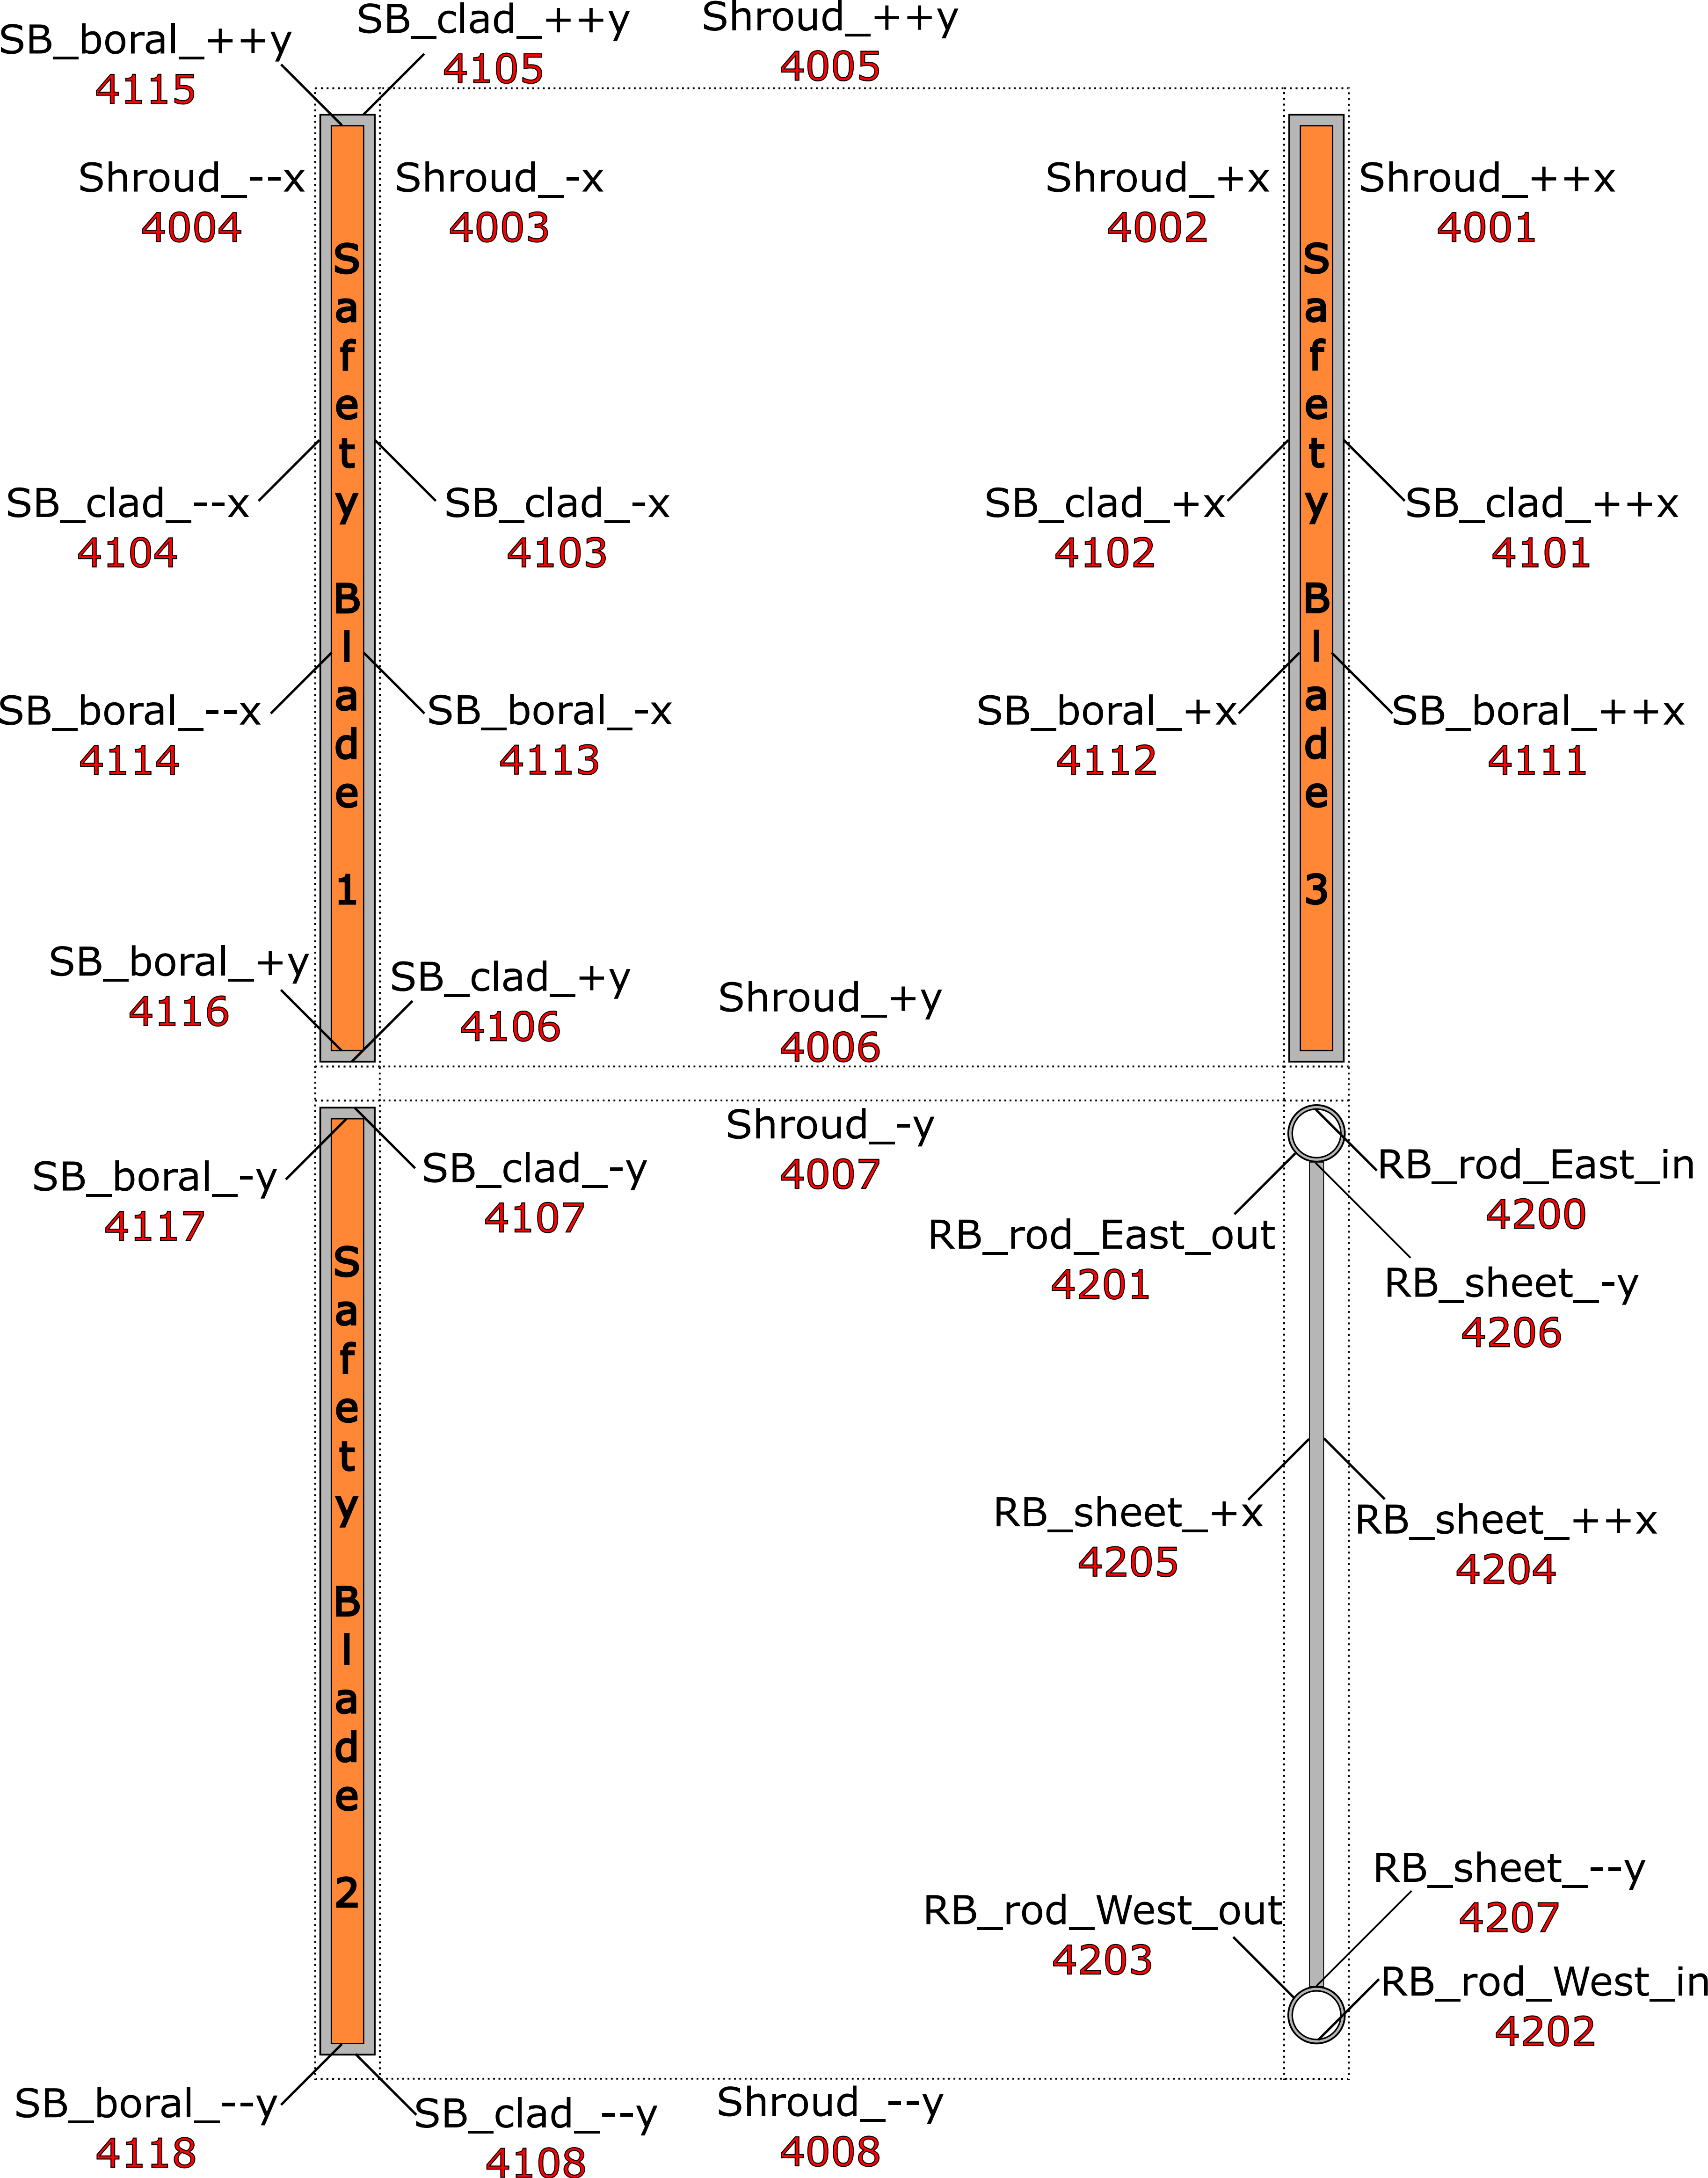 SB_boral_++y
4115
SB_clad_++y
4105
Shroud_++y
4005
Shroud_--x
4004
Shroud_-x
4003
Shroud_+x
4002
Shroud_++x
4001
Safety Blade 1
Safety Blade 3
SB_clad_--x
4104
SB_clad_-x
4103
SB_clad_+x
4102
SB_clad_++x
4101
SB_boral_--x
4114
SB_boral_-x
4113
SB_boral_+x
4112
SB_boral_++x
4111
SB_boral_+y
4116
SB_clad_+y
4106
Shroud_+y
4006
SB_boral_-y
4117
SB_clad_-y
4107
Shroud_-y
4007
RB_rod_East_in
4200
RB_rod_East_out
4201
RB_sheet_-y
4206
Safety Blade 2
RB_sheet_+x
4205
RB_sheet_++x
4204
RB_sheet_--y
4207
RB_rod_West_out
4203
RB_rod_West_in
4202
SB_boral_--y
4118
SB_clad_--y
4108
Shroud_--y
4008